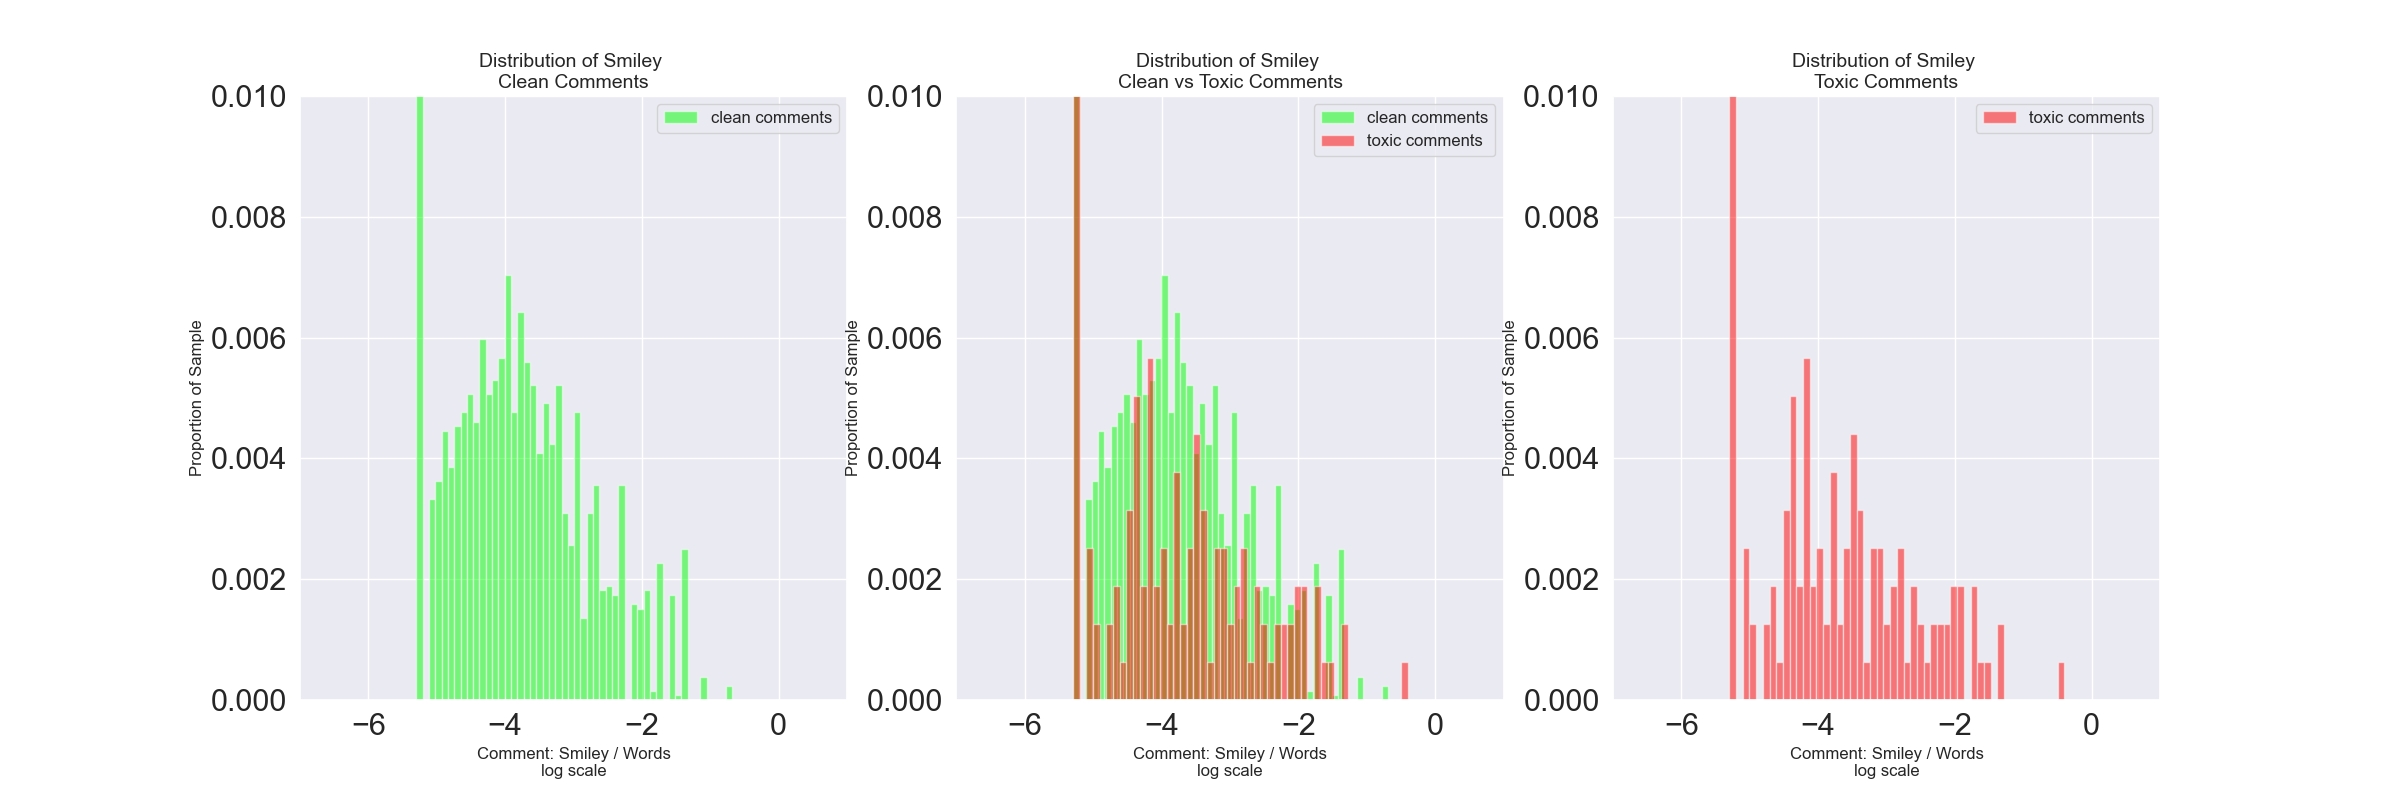 Distribution of Smiley
Clean Comments
0.010
0.008
0.006
0.004
0.002
0.000
Proportion of Sample
clean comments
−6
−4
−2
0
Comment: Smiley / Words
log scale
Distribution of Smiley
Clean vs Toxic Comments
0.010
0.008
0.006
0.004
0.002
0.000
Proportion of Sample
clean comments
toxic comments
−6
−4
−2
0
Comment: Smiley / Words
log scale
Distribution of Smiley
Toxic Comments
0.010
0.008
0.006
0.004
0.002
0.000
Proportion of Sample
toxic comments
−6
−4
−2
0
Comment: Smiley / Words
log scale